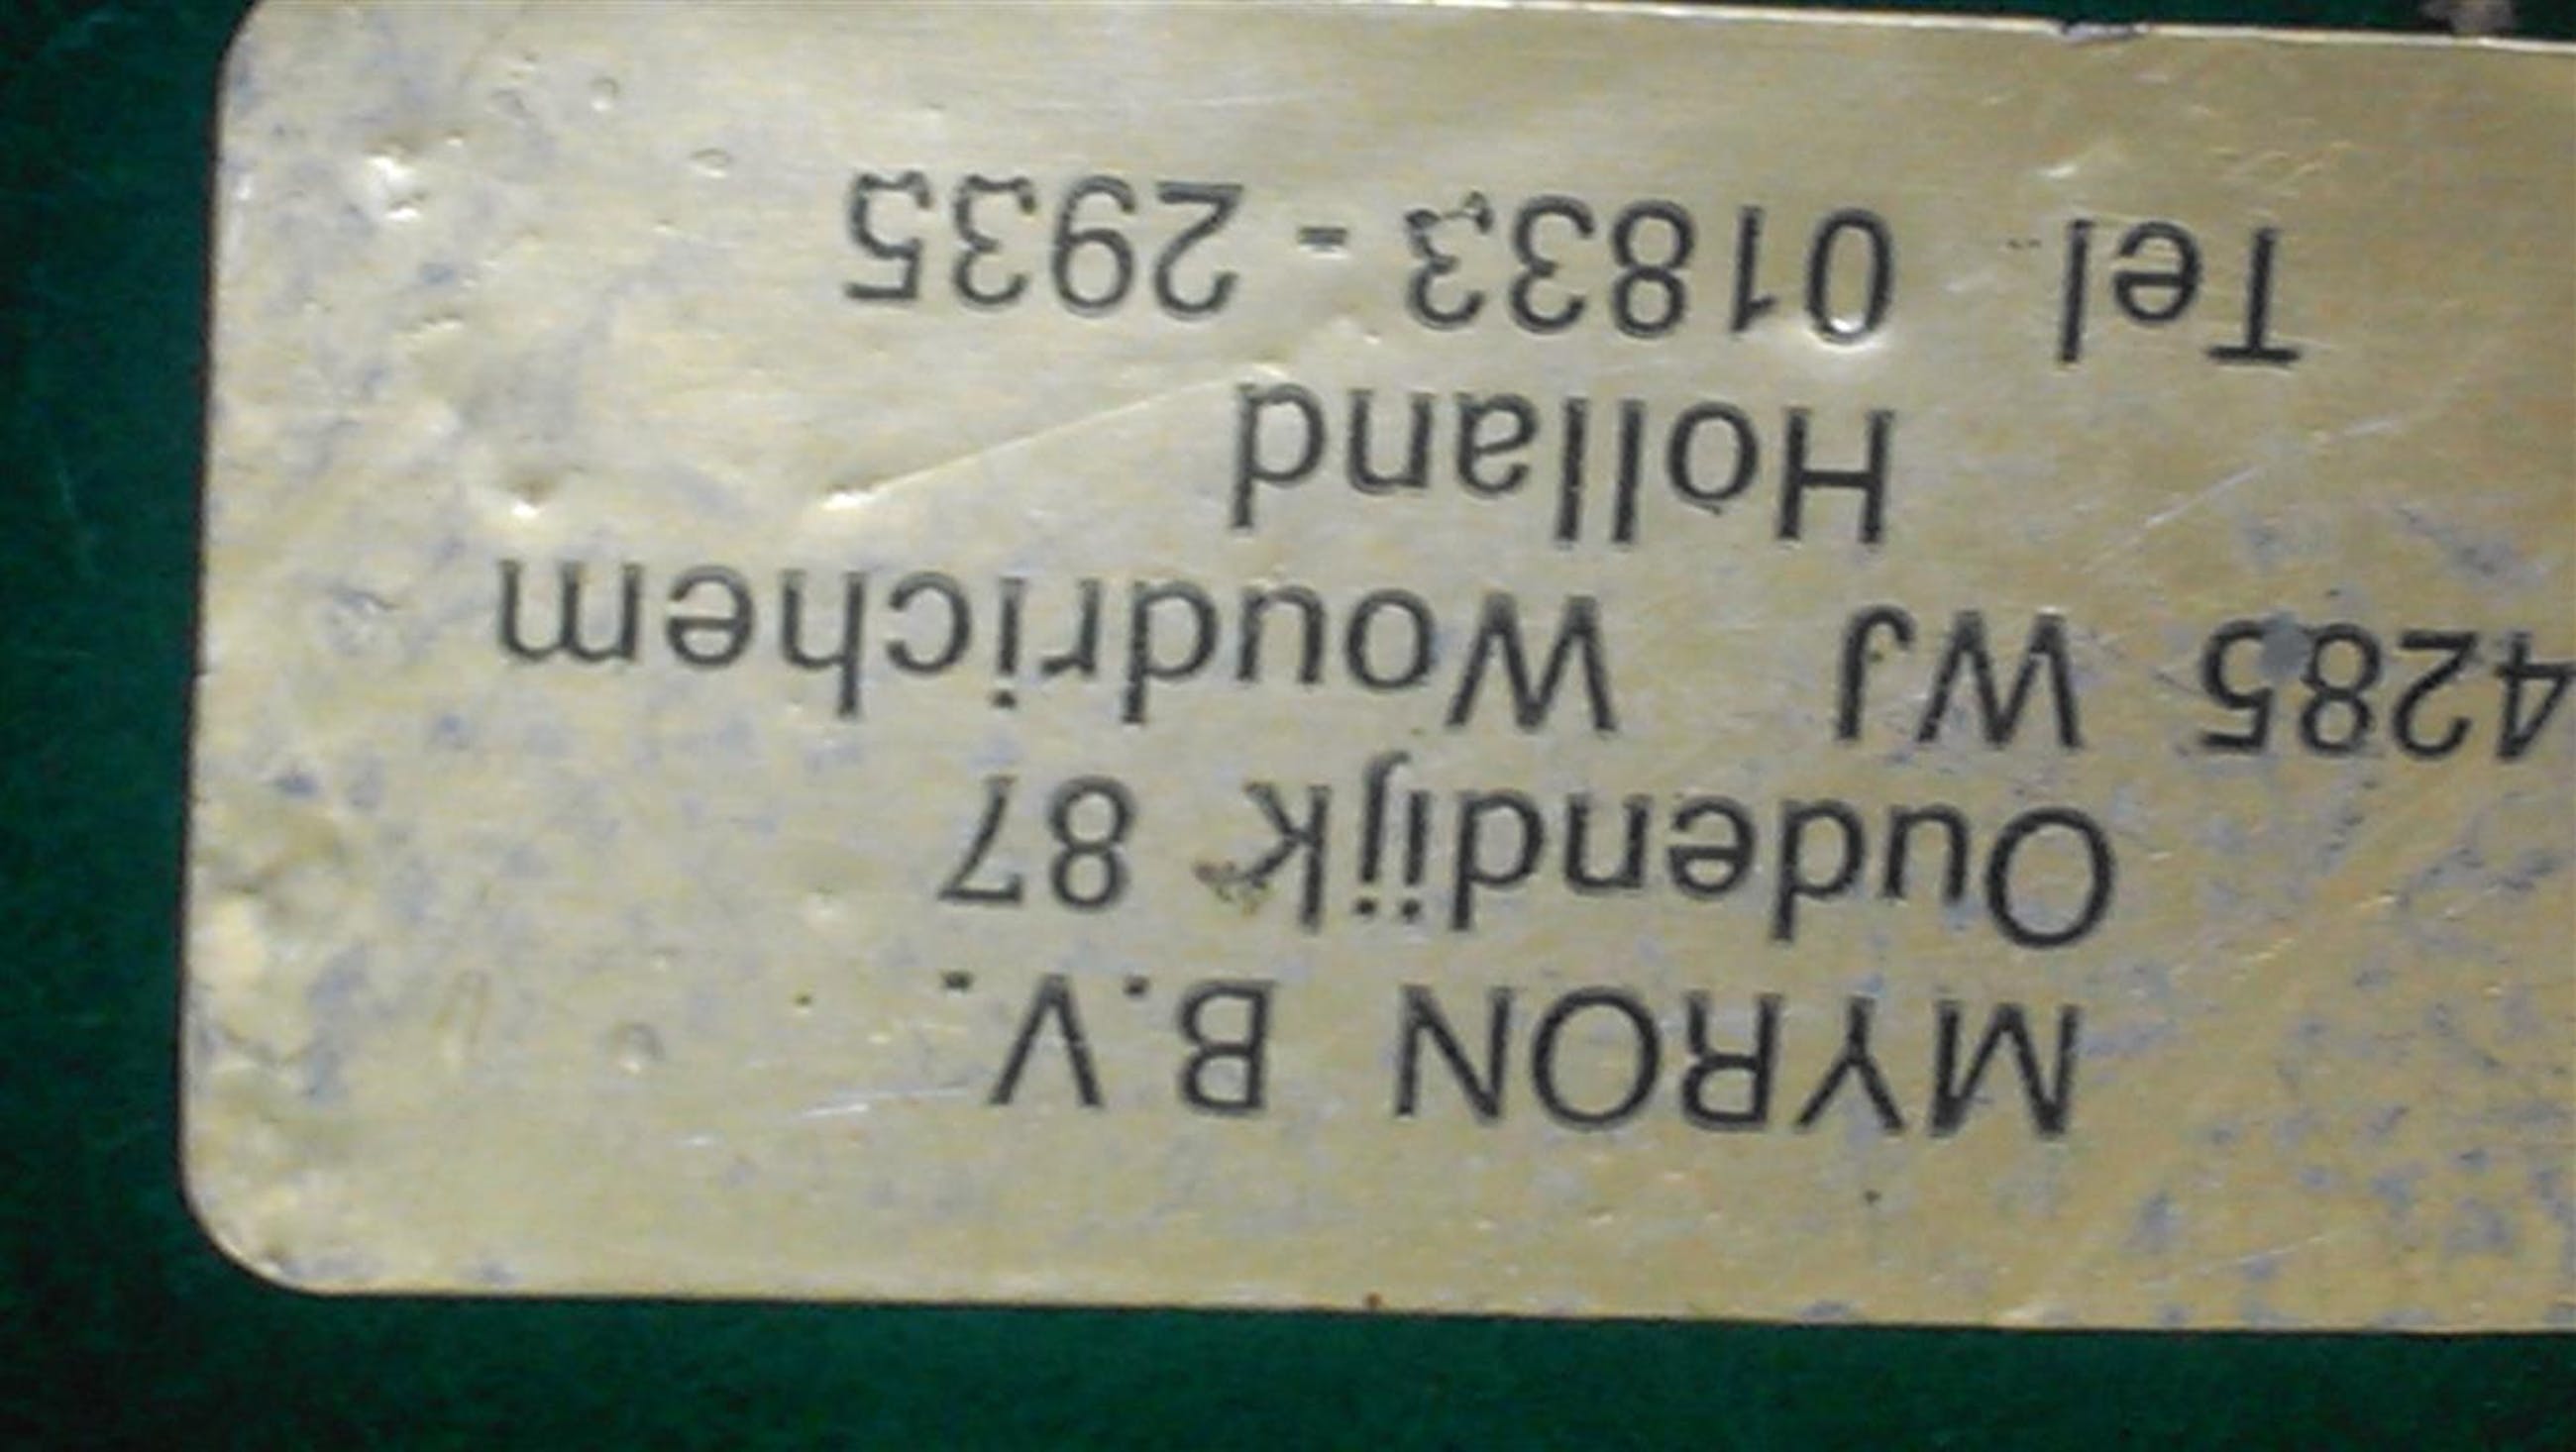 MYRON B.V.
Oudendijk 87
4285 WJ Woudrichem
Holland
Tel. 01833 - 2935